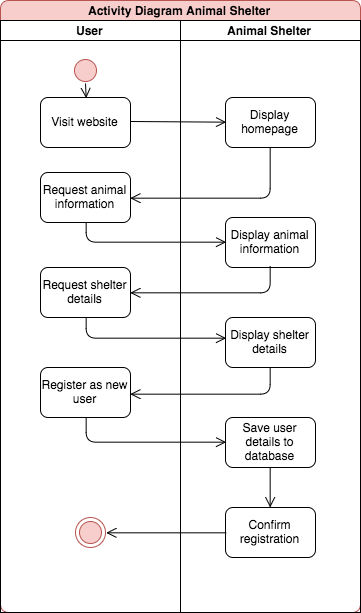 Activity Diagram Animal Shelter
User
Animal Shelter
Visit website
Display
homepage
Request animal
information
Display animal
information
Request shelter
details
Display shelter
details
Register as new
user
Save user
details to
database
Confirm
registration